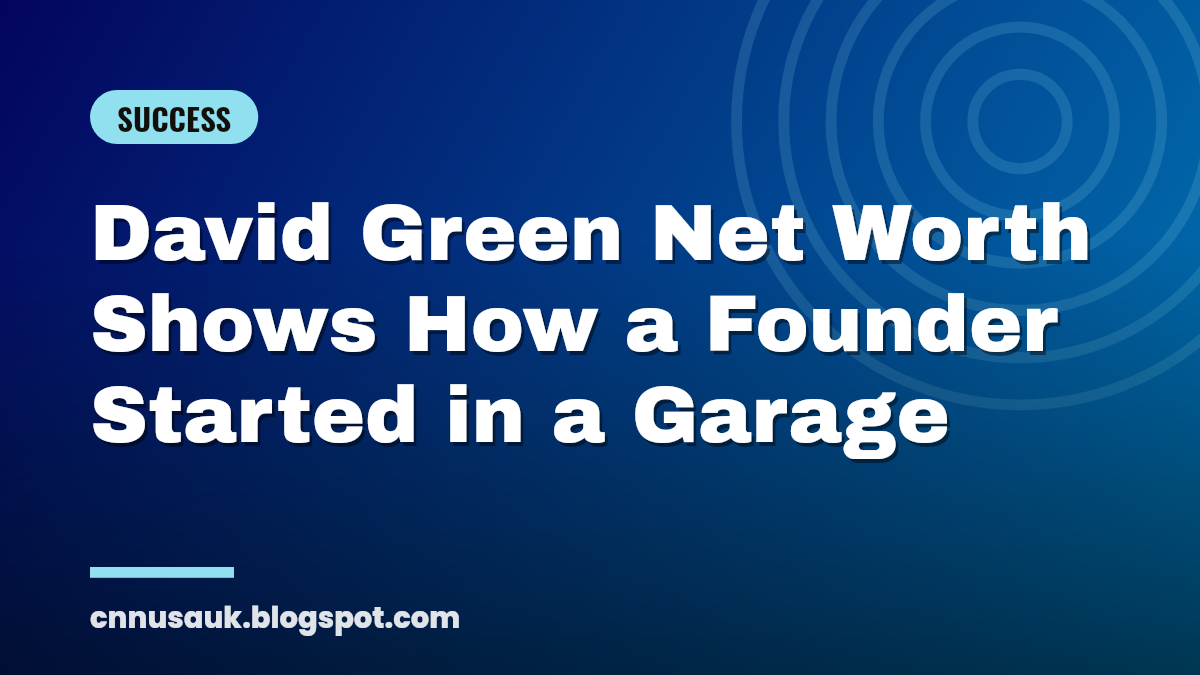 SUCCESS
David Green Net Worth
Shows How a Founder
Started in a Garage
cnnusauk.blogspot.com